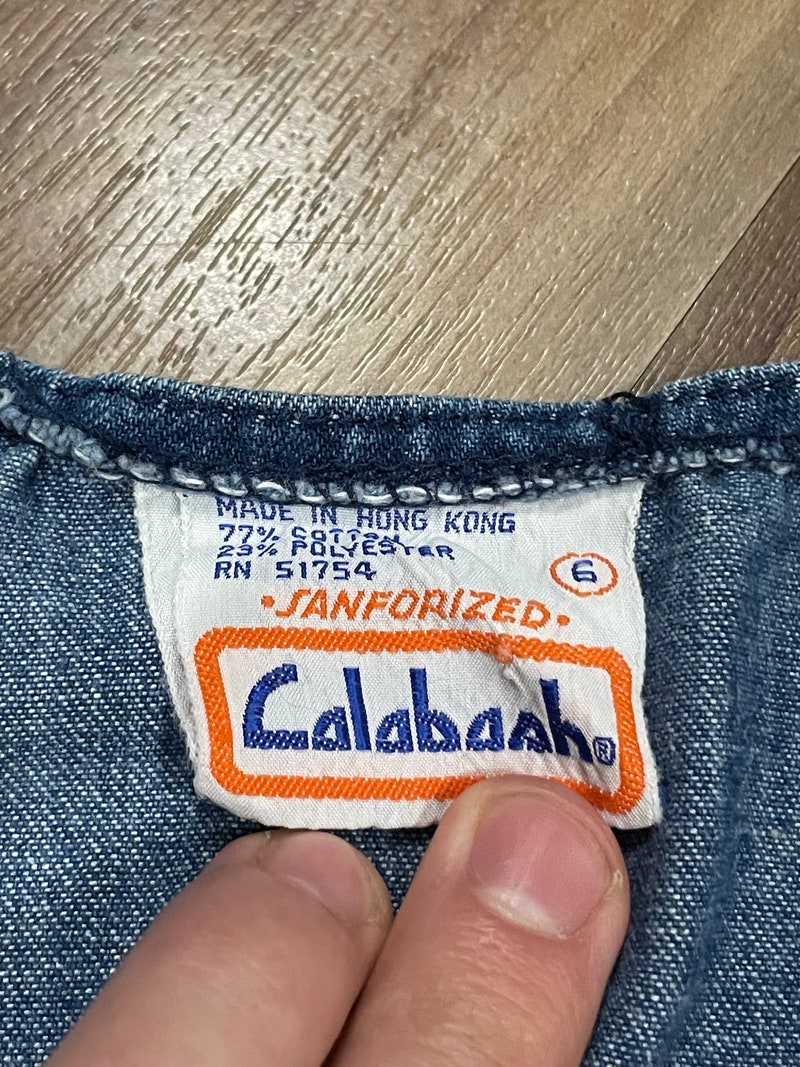 MADE IN HONG KONG
77% COTTON
23% POLYESTER
RN 51754
6
•SANFORIZED•
Calabash®